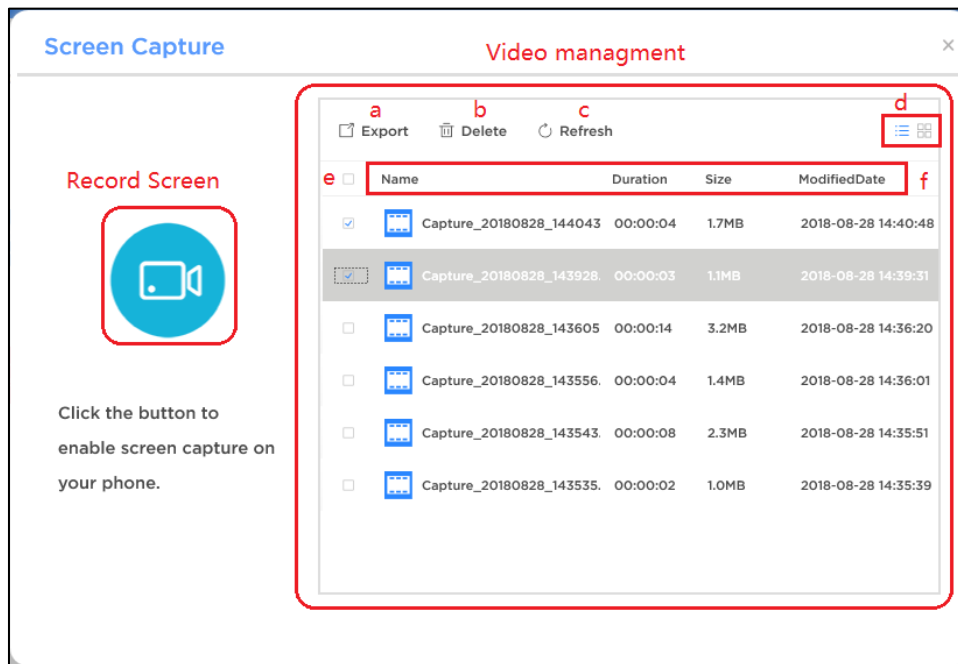 Screen Capture
Video managment
×
a b c d
Export Delete Refresh
e Name Duration Size ModifiedDate f
Record Screen
Capture_20180828_144043 00:00:04 1.7MB 2018-08-28 14:40:48
Capture_20180828_143928. 00:00:03 1.1MB 2018-08-28 14:39:31
Capture_20180828_143605 00:00:14 3.2MB 2018-08-28 14:36:20
Capture_20180828_143556. 00:00:04 1.4MB 2018-08-28 14:36:01
Capture_20180828_143543. 00:00:08 2.3MB 2018-08-28 14:35:51
Capture_20180828_143535. 00:00:02 1.0MB 2018-08-28 14:35:39
Click the button to
enable screen capture on
your phone.